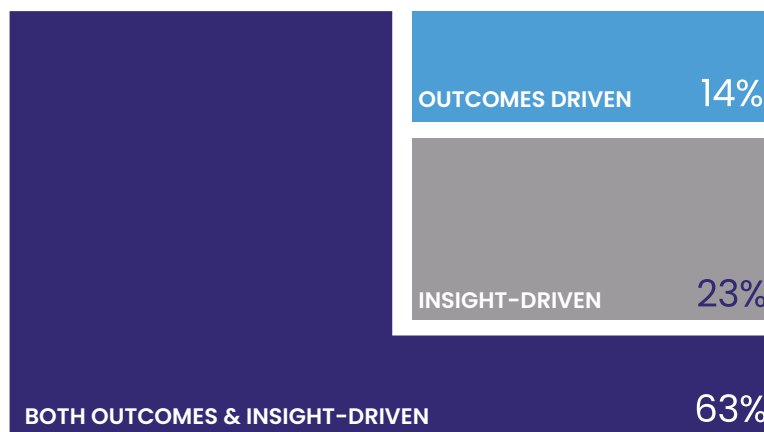 OUTCOMES DRIVEN 14%
INSIGHT-DRIVEN 23%
BOTH OUTCOMES & INSIGHT-DRIVEN 63%